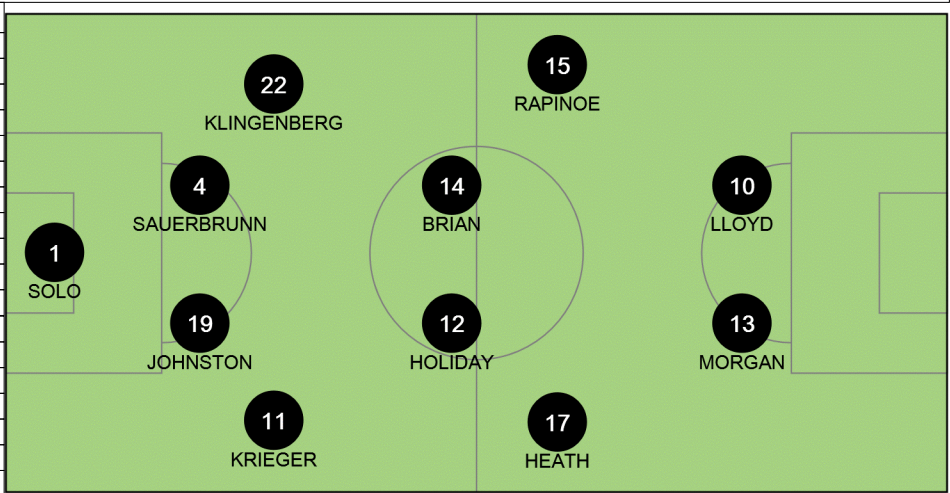 15
RAPINOE
22
KLINGENBERG
4
SAUERBRUNN
14
BRIAN
10
LLOYD
1
SOLO
19
JOHNSTON
12
HOLIDAY
13
MORGAN
11
KRIEGER
17
HEATH